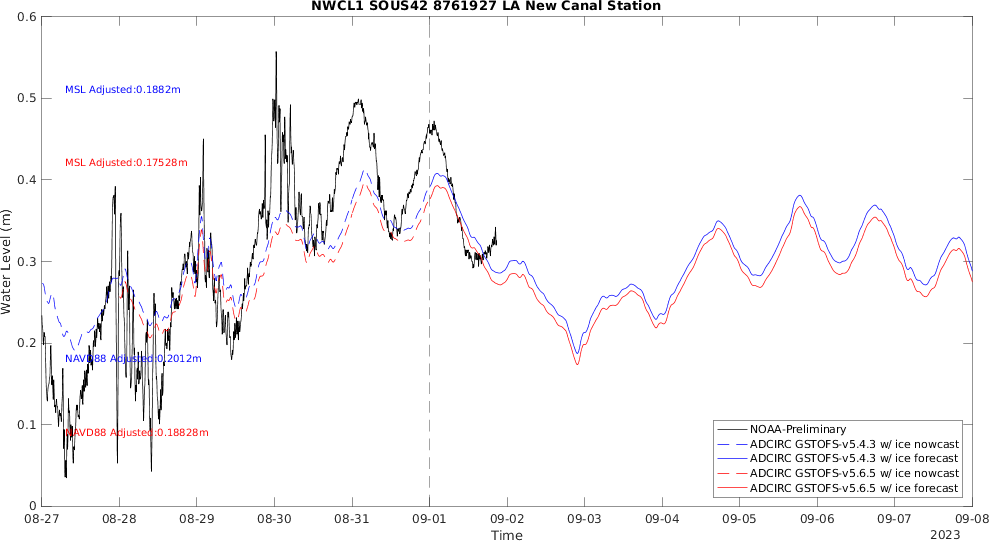 NWCL1 SOUS42 8761927 LA New Canal Station
0.6
0.5
0.4
0.3
0.2
0.1
0
Water Level (m)
MSL Adjusted:0.1882m
MSL Adjusted:0.17528m
NAVD88 Adjusted:0.2012m
NAVD88 Adjusted:0.18828m
NOAA-Preliminary
ADCIRC GSTOFS-v5.4.3 w/ ice nowcast
ADCIRC GSTOFS-v5.4.3 w/ ice forecast
ADCIRC GSTOFS-v5.6.5 w/ ice nowcast
ADCIRC GSTOFS-v5.6.5 w/ ice forecast
08-27 08-28 08-29 08-30 08-31 09-01 09-02 09-03 09-04 09-05 09-06 09-07 09-08
Time
2023